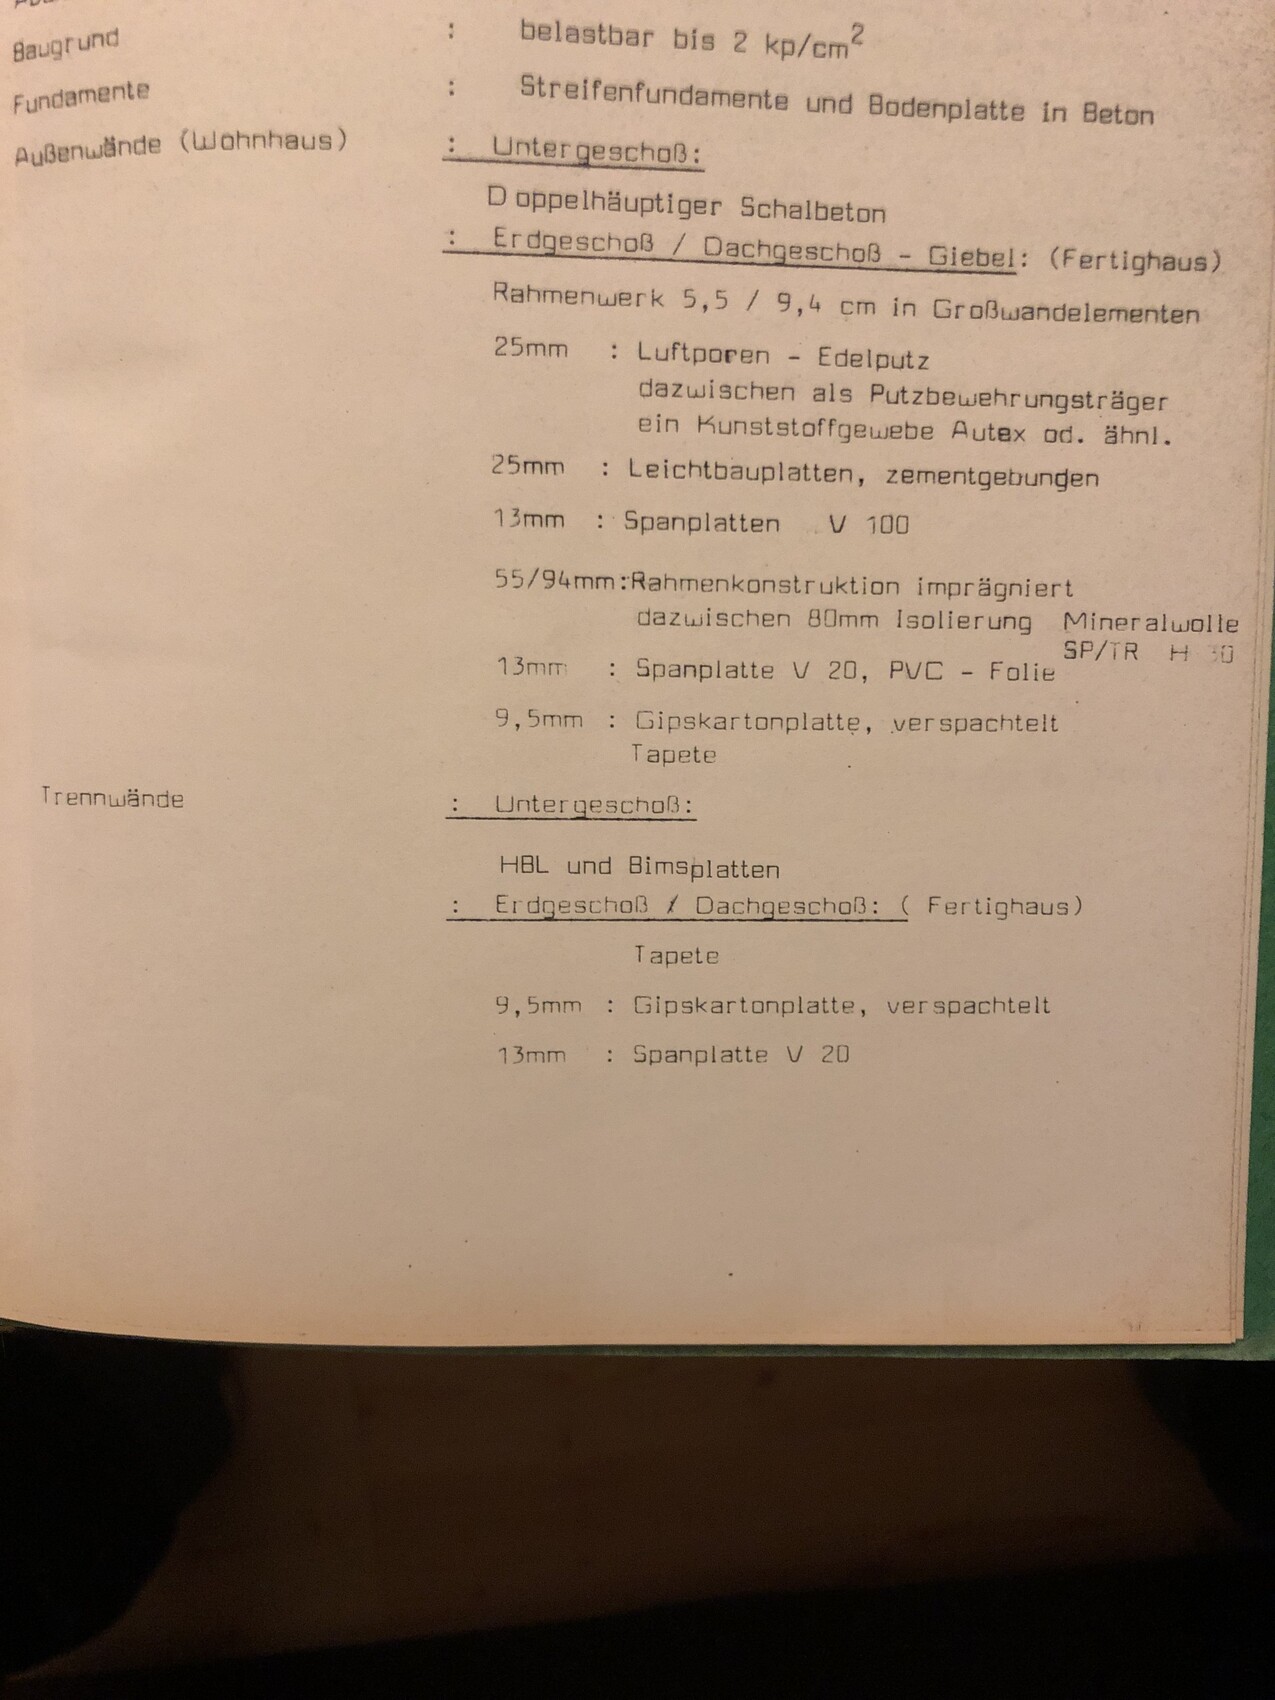 Baugrund : belastbar bis 2 kp/cm²
Fundamente : Streifenfundamente und Bodenplatte in Beton
Außenwände (Wohnhaus) : Untergeschoß:
Doppelhäuptiger Schalbeton
: Erdgeschoß / Dachgeschoß - Giebel: (Fertighaus)
Rahmenwerk 5,5 / 9,4 cm in Großwandelementen
25mm : Luftporen - Edelputz
dazwischen als Putzbewehrungsträger
ein Kunststoffgewebe Autex od. ähnl.
25mm : Leichtbauplatten, zementgebunden
13mm : Spanplatten V 100
55/94mm:Rahmenkonstruktion imprägniert
dazwischen 80mm Isolierung Mineralwolle
SP/TR H
13mm : Spanplatte V 20, PVC - Folie
9,5mm : Gipskartonplatte, verspachtelt
Tapete
Trennwände : Untergeschoß:
HBL und Bimsplatten
: Erdgeschoß / Dachgeschoß: ( Fertighaus)
Tapete
9,5mm : Gipskartonplatte, verspachtelt
13mm : Spanplatte V 20